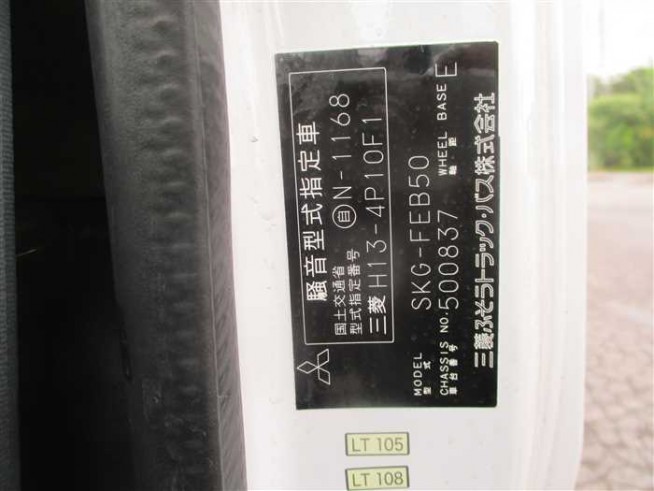 騒音型式指定車
国土交通省 自N-1168
型式指定番号
三菱 H13-4P10F1
MODEL SKG-FEB50
型式
CHASSIS NO. 500837 WHEEL BASE E
車台番号 軸距
三菱ふそうトラック・バス株式会社
LT 105
LT 108